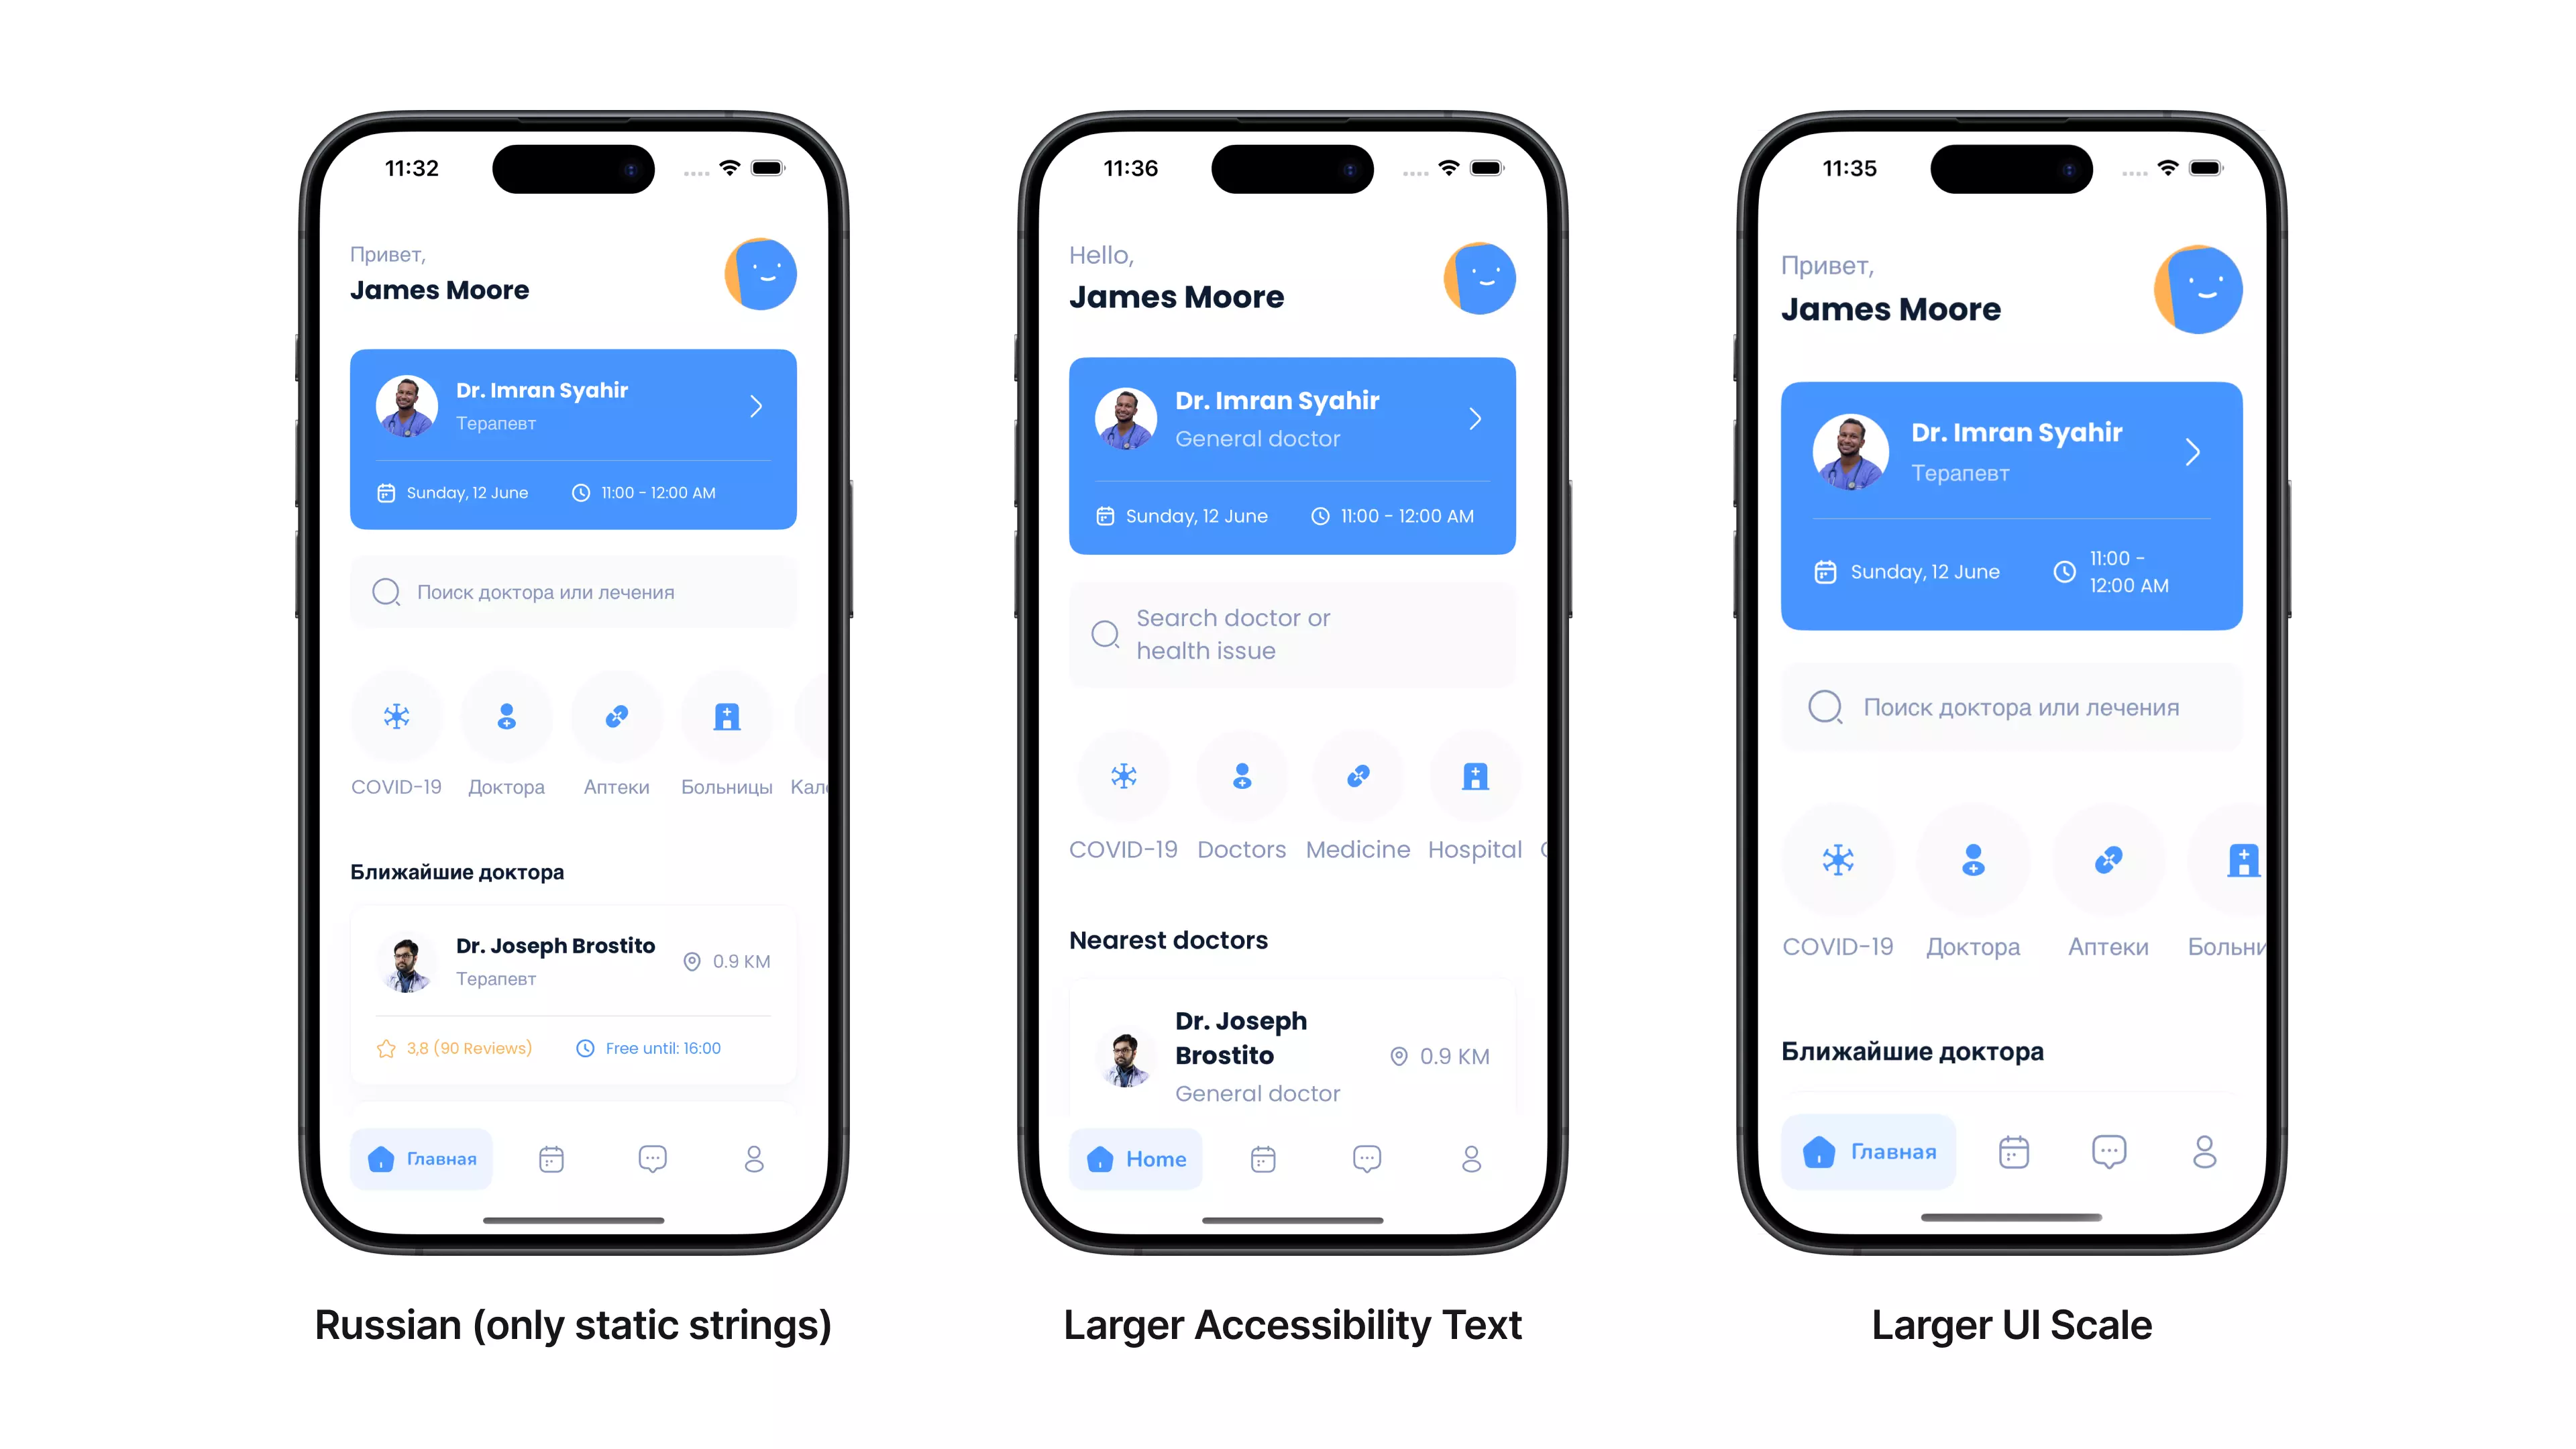 11:32
Привет,
James Moore
Dr. Imran Syahir
Терапевт
Sunday, 12 June
11:00 - 12:00 AM
Поиск доктора или лечения
COVID-19
Доктора
Аптеки
Больницы
Кал
Ближайшие доктора
Dr. Joseph Brostito
Терапевт
0.9 KM
3,8 (90 Reviews)
Free until: 16:00
Главная
Russian (only static strings)
11:36
Hello,
James Moore
Dr. Imran Syahir
General doctor
Sunday, 12 June
11:00 - 12:00 AM
Search doctor or
health issue
COVID-19
Doctors
Medicine
Hospital
Nearest doctors
Dr. Joseph
Brostito
General doctor
0.9 KM
Home
Larger Accessibility Text
11:35
Привет,
James Moore
Dr. Imran Syahir
Терапевт
Sunday, 12 June
11:00 -
12:00 AM
Поиск доктора или лечения
COVID-19
Доктора
Аптеки
Больни
Ближайшие доктора
Главная
Larger UI Scale